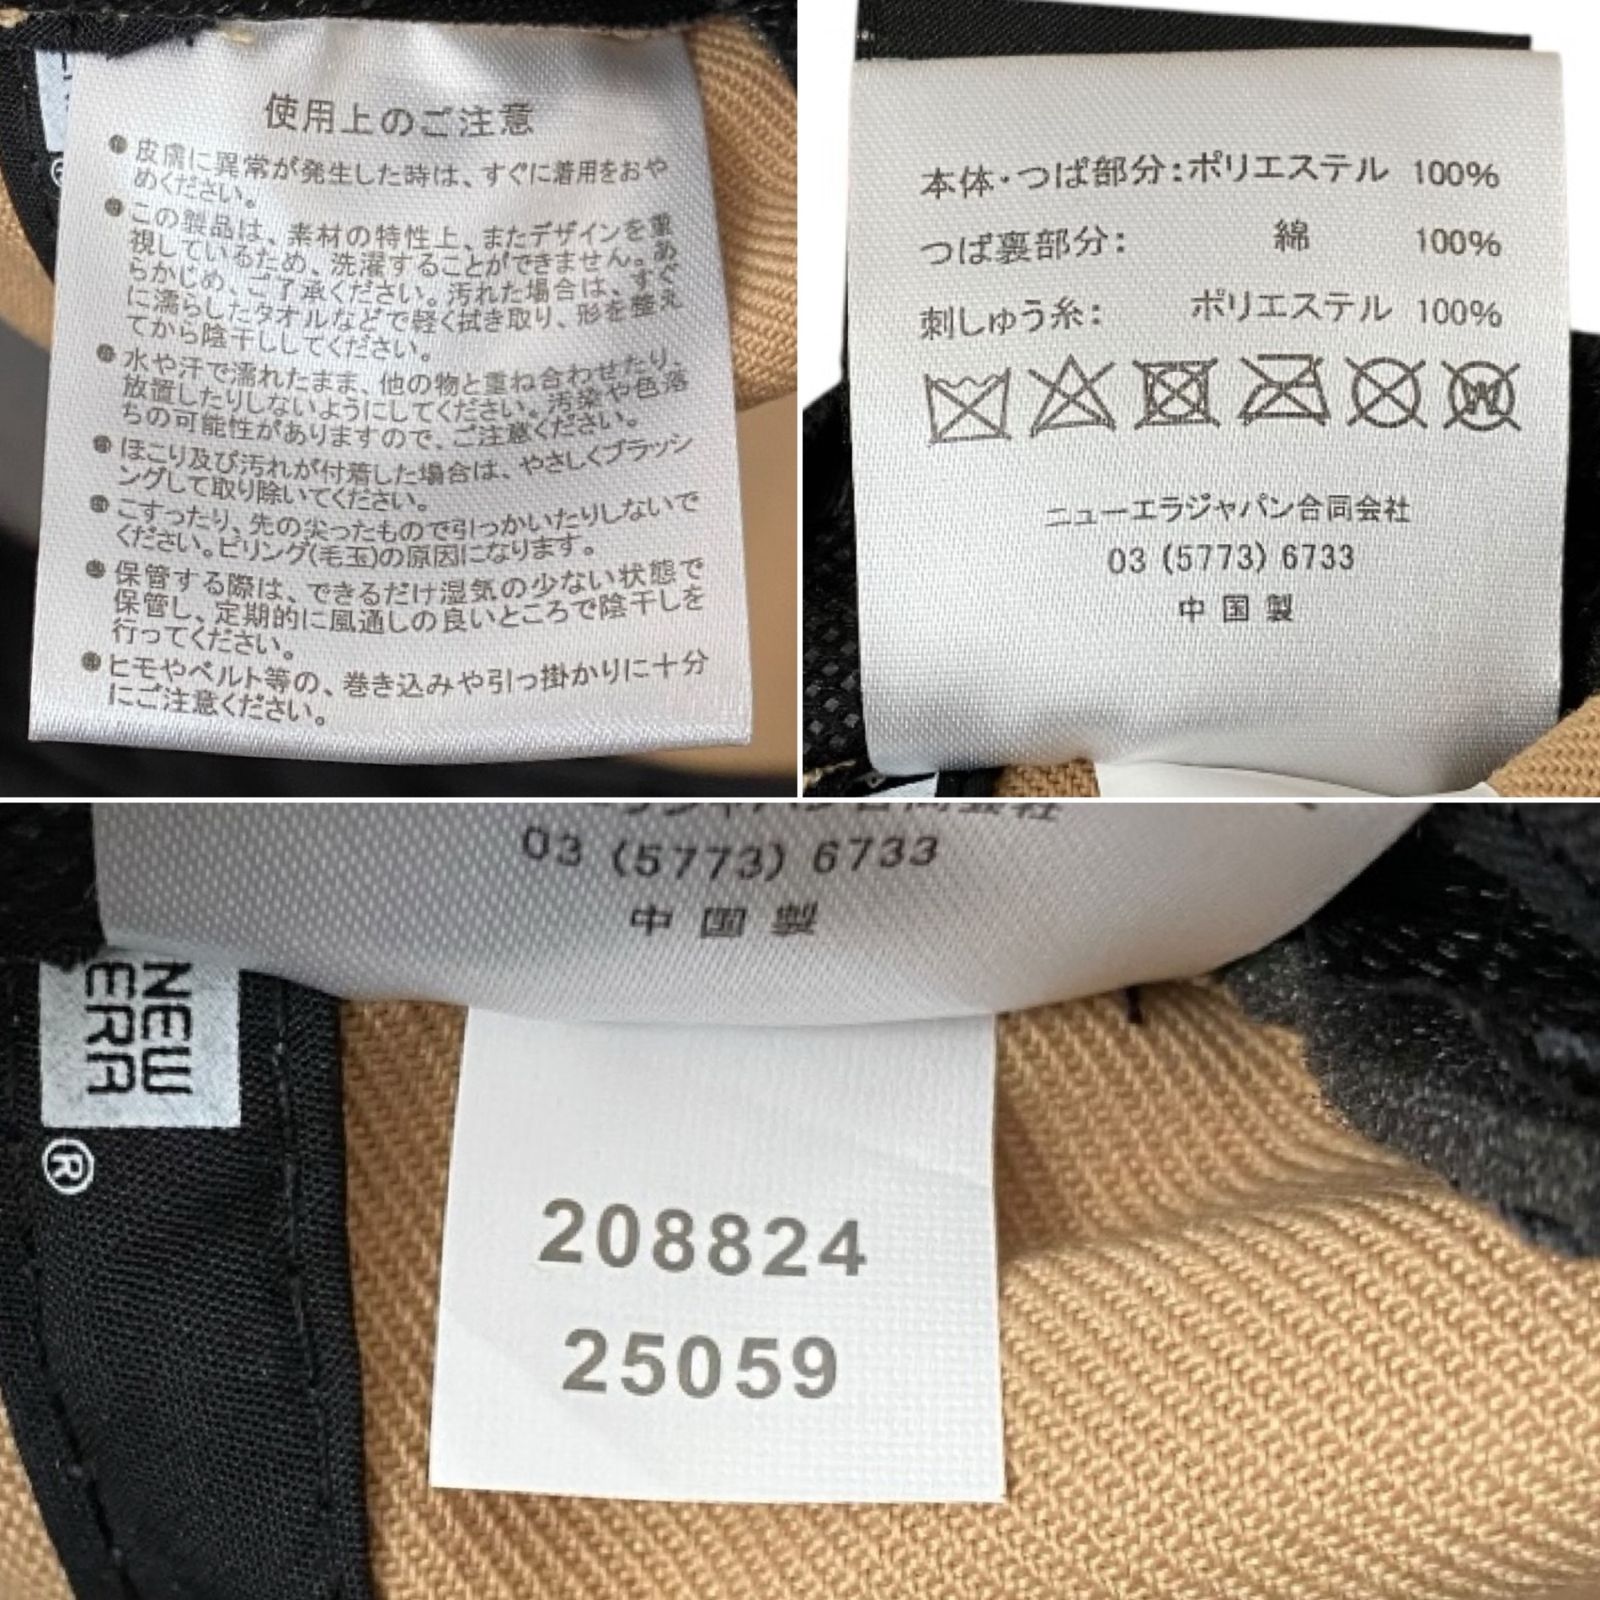 使用上のご注意
● 皮膚に異常が発生した時は、すぐに着用をおや
めください。
● この製品は、素材の特性上、またデザインを重
視しているため、洗濯することができません。あ
らかじめ、ご了承ください。汚れた場合は、すぐ
に濡らしたタオルなどで軽く拭き取り、形を整え
てから陰干ししてください。
● 水や汗で濡れたまま、他の物と重ね合わせたり、
放置したりしないようにしてください。汚染や色落
ちの可能性がありますので、ご注意ください。
● ほこり及び汚れが付着した場合は、やさしくブラッシ
ングして取り除いてください。
● こすったり、先の尖ったもので引っかいたりしないで
ください。ピリング(毛玉)の原因になります。
● 保管する際は、できるだけ湿気の少ない状態で
保管し、定期的に風通しの良いところで陰干しを
行ってください。
● ヒモやベルト等の、巻き込みや引っ掛かりに十分
にご注意ください。
本体・つば部分:ポリエステル 100%
つば裏部分: 綿 100%
刺しゅう糸: ポリエステル 100%
W
ニューエラジャパン合同会社
03 (5773) 6733
中国製
ジャパン合同会社
03 (5773) 6733
中国製
NEW
ERA
®
208824
25059